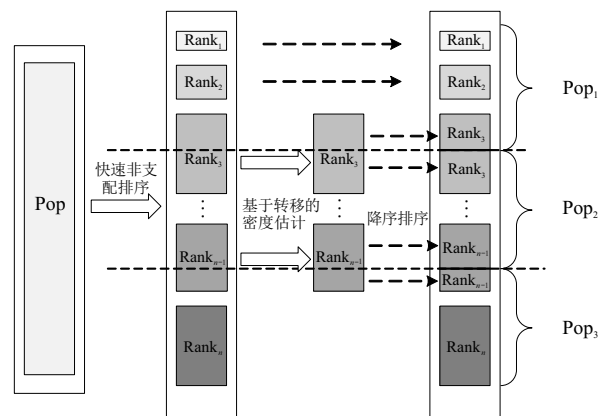 Pop
快速非支
配排序
Rank₁
Rank₂
Rank₃
⋮
Rankₙ₋₁
Rankₙ
基于转移的
密度估计
Rank₃
⋮
Rankₙ₋₁
降序排序
Rank₁
Rank₂
Rank₃
Rank₃
⋮
Rankₙ₋₁
Rankₙ₋₁
Rankₙ
Pop₁
Pop₂
Pop₃